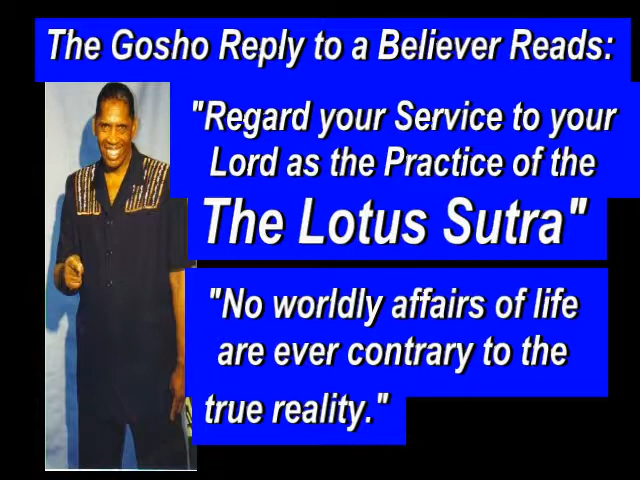 The Gosho Reply to a Believer Reads:
"Regard your Service to your
Lord as the Practice of the
The Lotus Sutra"
"No worldly affairs of life
are ever contrary to the
true reality."